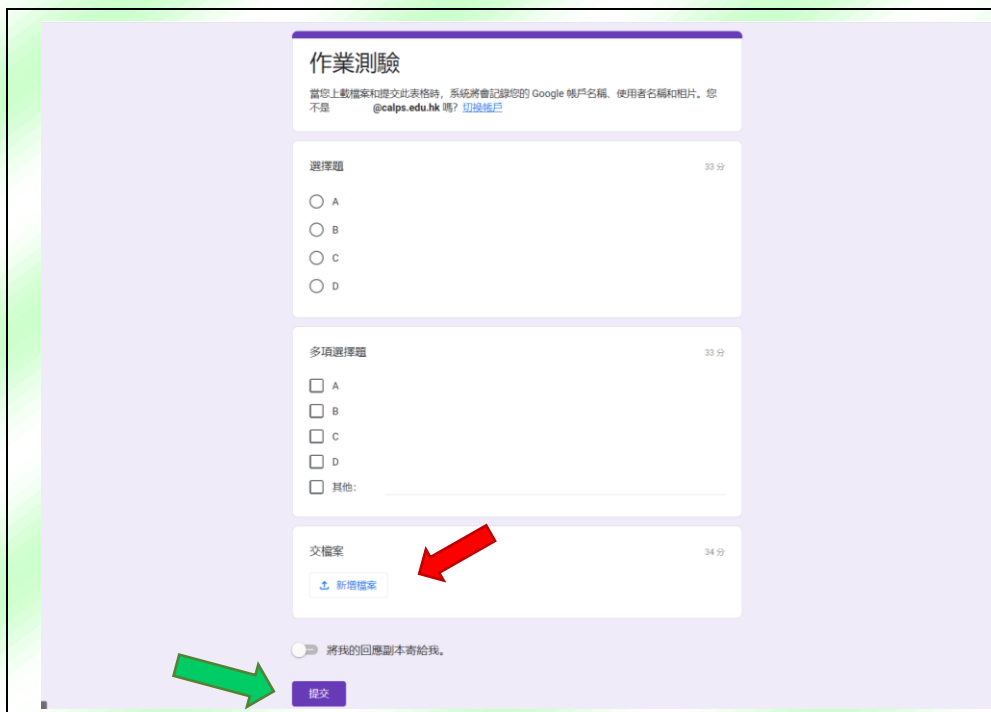 作業測驗
當您上載檔案和提交此表格時，系統將會記錄您的 Google 帳戶名稱、使用者名稱和相片。您
不是 @calps.edu.hk 嗎？切換帳戶
選擇題 33 分
A
B
C
D
多項選擇題 33 分
A
B
C
D
其他：
交檔案 34 分
新增檔案
將我的回應副本寄給我。
提交